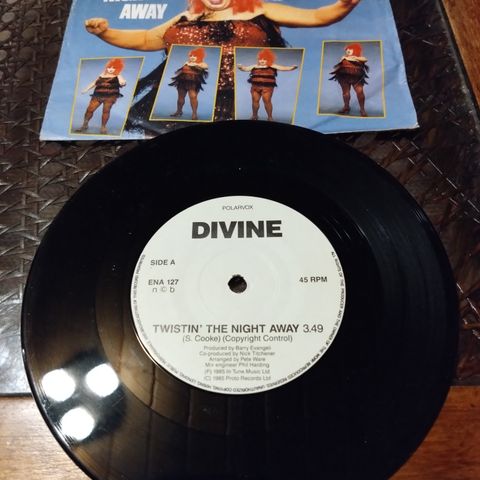 AWAY
POLARVOX
DIVINE
SIDE A
ENA 127
n©b
45 RPM
TWISTIN' THE NIGHT AWAY 3.49
(S. Cooke) (Copyright Control)
Produced by Barry Evangeli
Co-produced by Nick Titchener
Arranged by Pete Ware
Mix engineer Phil Harding
(P) 1985 In Tune Music Ltd
(C) 1985 Proto Records Ltd